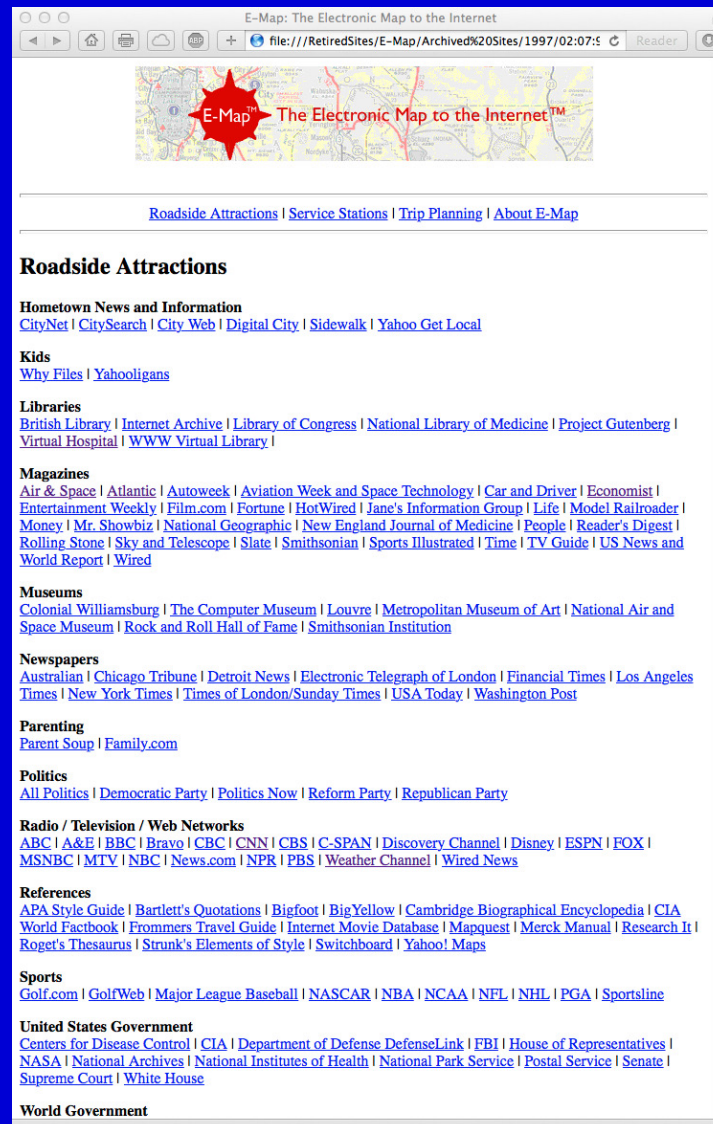 E-Map: The Electronic Map to the Internet
ABP
+
file:///RetiredSites/E-Map/Archived%20Sites/1997/02:07:9
Reader
E-Map™ The Electronic Map to the Internet™
Roadside Attractions | Service Stations | Trip Planning | About E-Map
Roadside Attractions
Hometown News and Information
CityNet | CitySearch | City Web | Digital City | Sidewalk | Yahoo Get Local
Kids
Why Files | Yahooligans
Libraries
British Library | Internet Archive | Library of Congress | National Library of Medicine | Project Gutenberg |
Virtual Hospital | WWW Virtual Library |
Magazines
Air & Space | Atlantic | Autoweek | Aviation Week and Space Technology | Car and Driver | Economist |
Entertainment Weekly | Film.com | Fortune | HotWired | Jane's Information Group | Life | Model Railroader |
Money | Mr. Showbiz | National Geographic | New England Journal of Medicine | People | Reader's Digest |
Rolling Stone | Sky and Telescope | Slate | Smithsonian | Sports Illustrated | Time | TV Guide | US News and
World Report | Wired
Museums
Colonial Williamsburg | The Computer Museum | Louvre | Metropolitan Museum of Art | National Air and
Space Museum | Rock and Roll Hall of Fame | Smithsonian Institution
Newspapers
Australian | Chicago Tribune | Detroit News | Electronic Telegraph of London | Financial Times | Los Angeles
Times | New York Times | Times of London/Sunday Times | USA Today | Washington Post
Parenting
Parent Soup | Family.com
Politics
All Politics | Democratic Party | Politics Now | Reform Party | Republican Party
Radio / Television / Web Networks
ABC | A&E | BBC | Bravo | CBC | CNN | CBS | C-SPAN | Discovery Channel | Disney | ESPN | FOX |
MSNBC | MTV | NBC | News.com | NPR | PBS | Weather Channel | Wired News
References
APA Style Guide | Bartlett's Quotations | Bigfoot | BigYellow | Cambridge Biographical Encyclopedia | CIA
World Factbook | Frommers Travel Guide | Internet Movie Database | Mapquest | Merck Manual | Research It |
Roget's Thesaurus | Strunk's Elements of Style | Switchboard | Yahoo! Maps
Sports
Golf.com | GolfWeb | Major League Baseball | NASCAR | NBA | NCAA | NFL | NHL | PGA | Sportsline
United States Government
Centers for Disease Control | CIA | Department of Defense DefenseLink | FBI | House of Representatives |
NASA | National Archives | National Institutes of Health | National Park Service | Postal Service | Senate |
Supreme Court | White House
World Government